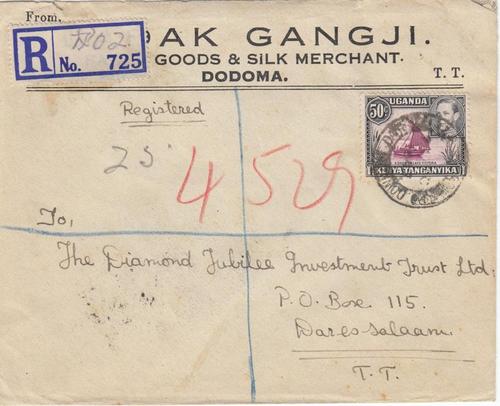 From,
R No. 725
AK GANGJI.
GOODS & SILK MERCHANT.
DODOMA. T. T.
Registered
25
4529
50c UGANDA
KENYA TANGANYIKA
To,
The Diamond Jubilee Investment Trust Ltd.
P.O. Box. 115.
Dares-salaam
T. T.